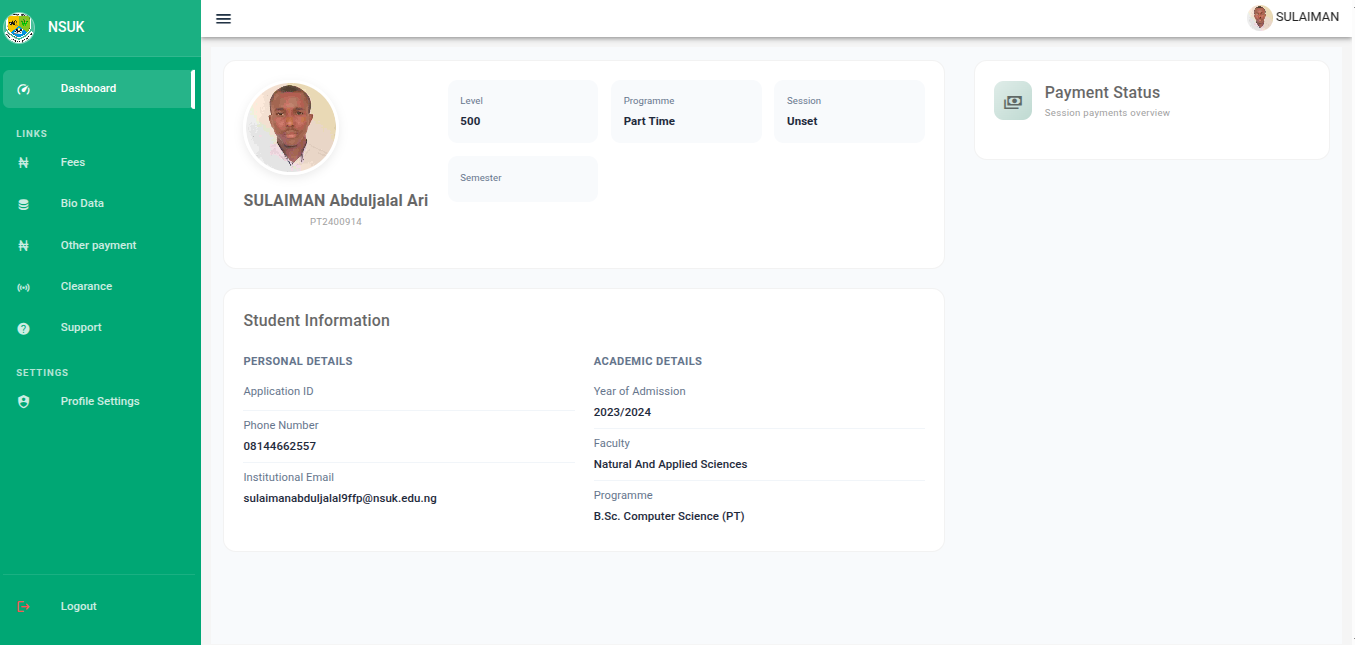 NSUK
SULAIMAN
Dashboard
LINKS
Fees
Bio Data
Other payment
Clearance
Support
SETTINGS
Profile Settings
Logout
SULAIMAN Abduljalal Ari
PT2400914
Level
500
Programme
Part Time
Session
Unset
Semester
Payment Status
Session payments overview
Student Information
PERSONAL DETAILS
Application ID
Phone Number
08144662557
Institutional Email
sulaimanabduljalal9ffp@nsuk.edu.ng
ACADEMIC DETAILS
Year of Admission
2023/2024
Faculty
Natural And Applied Sciences
Programme
B.Sc. Computer Science (PT)